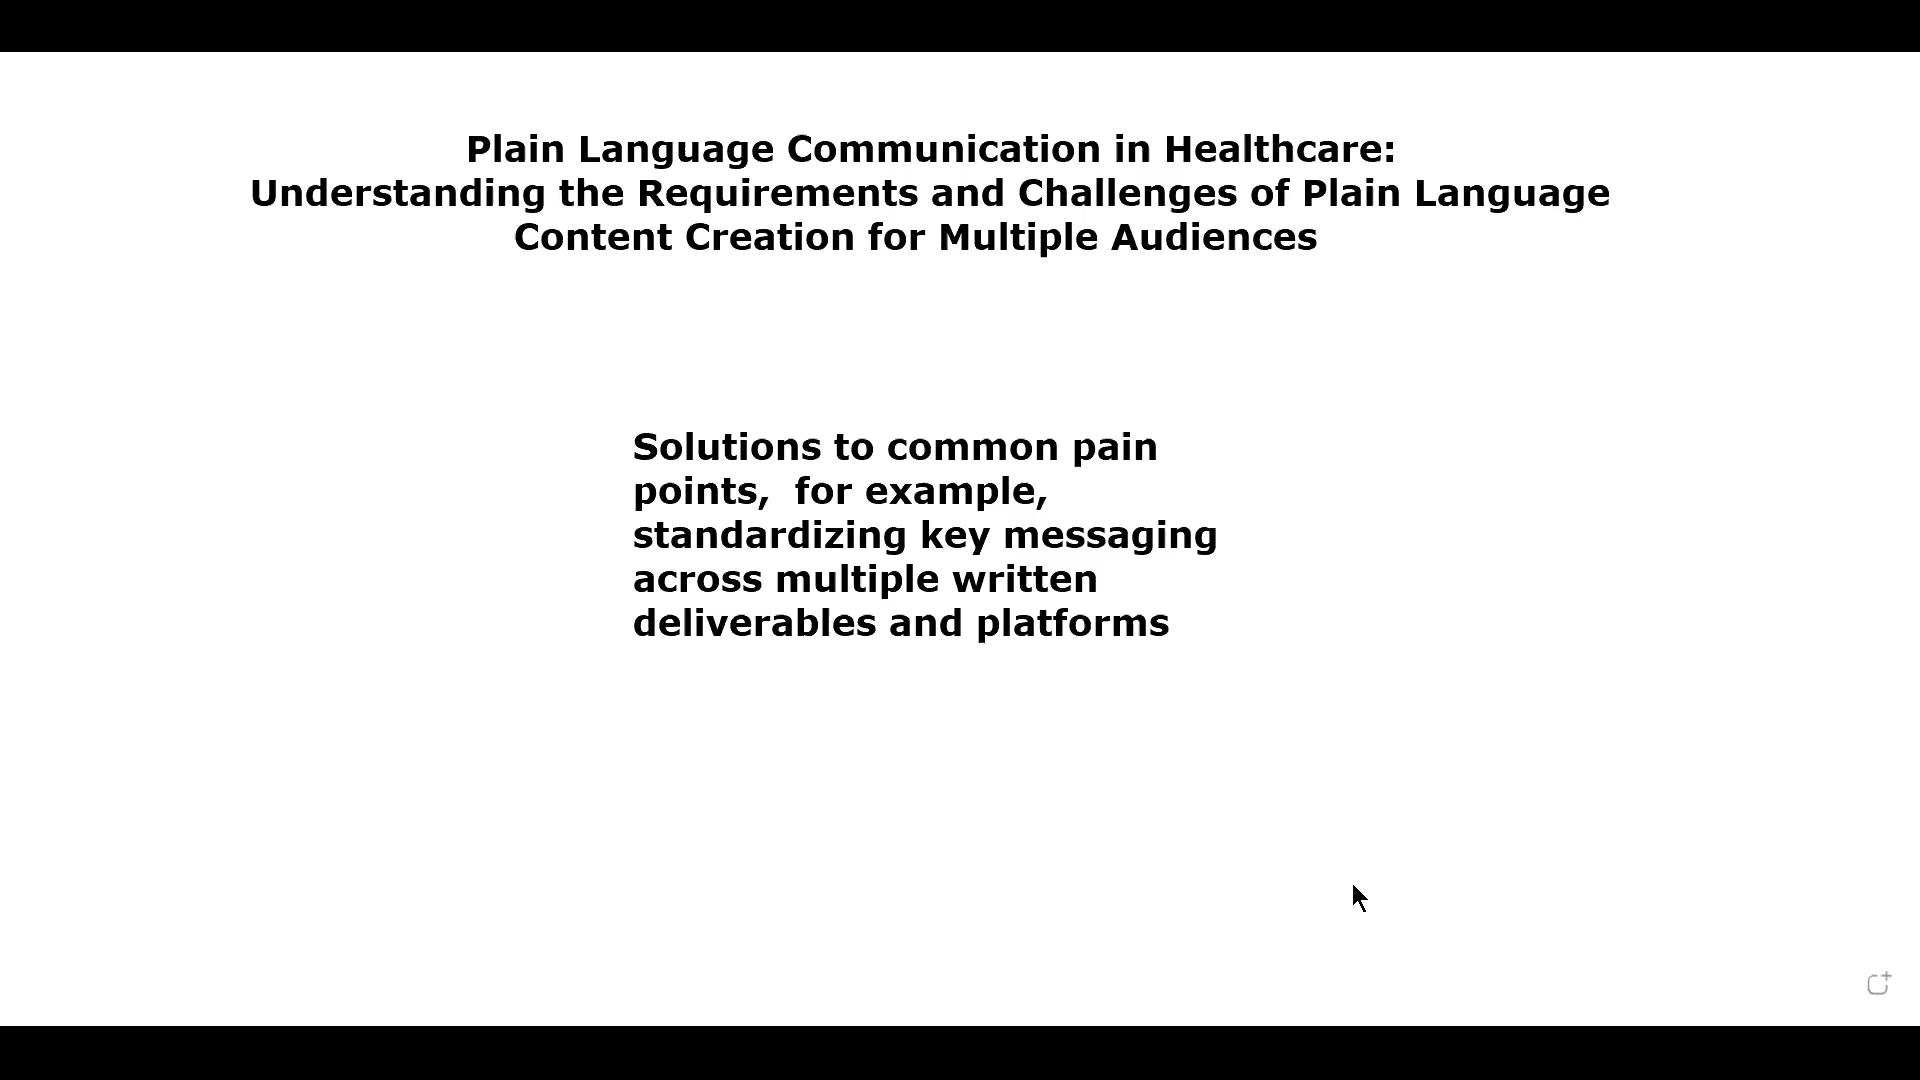 Plain Language Communication in Healthcare:
Understanding the Requirements and Challenges of Plain Language
Content Creation for Multiple Audiences
Solutions to common pain
points,  for example,
standardizing key messaging
across multiple written
deliverables and platforms